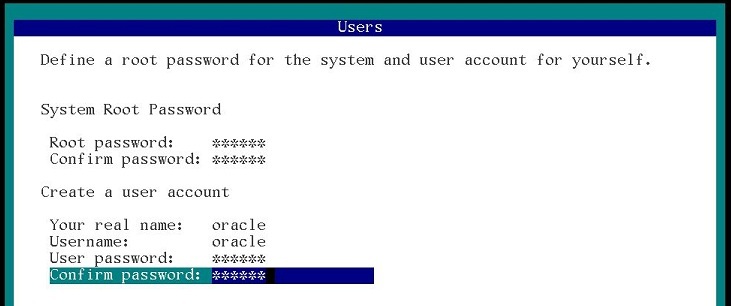 Users
Define a root password for the system and user account for yourself.
System Root Password
Root password: ******
Confirm password: ******
Create a user account
Your real name: oracle
Username: oracle
User password: ******
Confirm password: ******